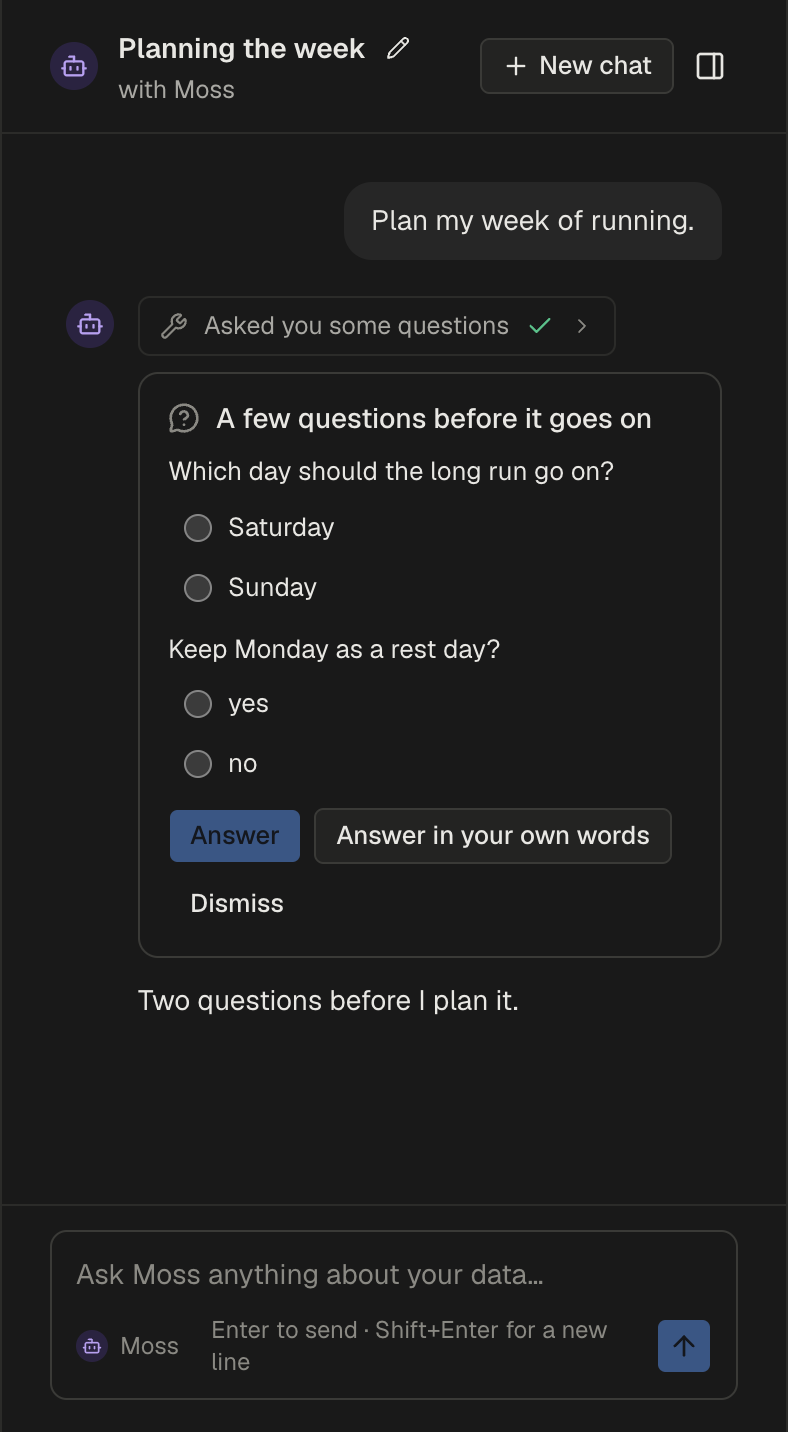 Planning the week
with Moss
New chat
Plan my week of running.
Asked you some questions
A few questions before it goes on
Which day should the long run go on?
Saturday
Sunday
Keep Monday as a rest day?
yes
no
Answer
Answer in your own words
Dismiss
Two questions before I plan it.
Ask Moss anything about your data…
Moss
Enter to send · Shift+Enter for a new
line